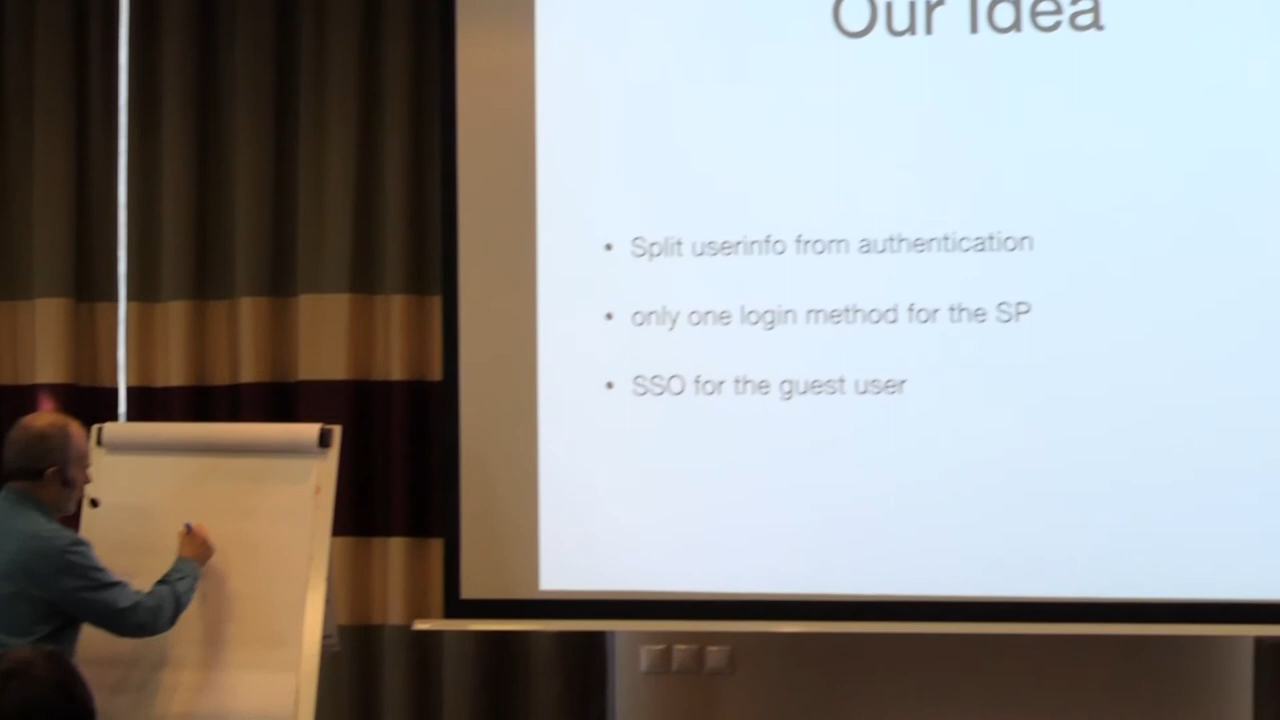 Our Idea
• Split userinfo from authentication
• only one login method for the SP
• SSO for the guest user